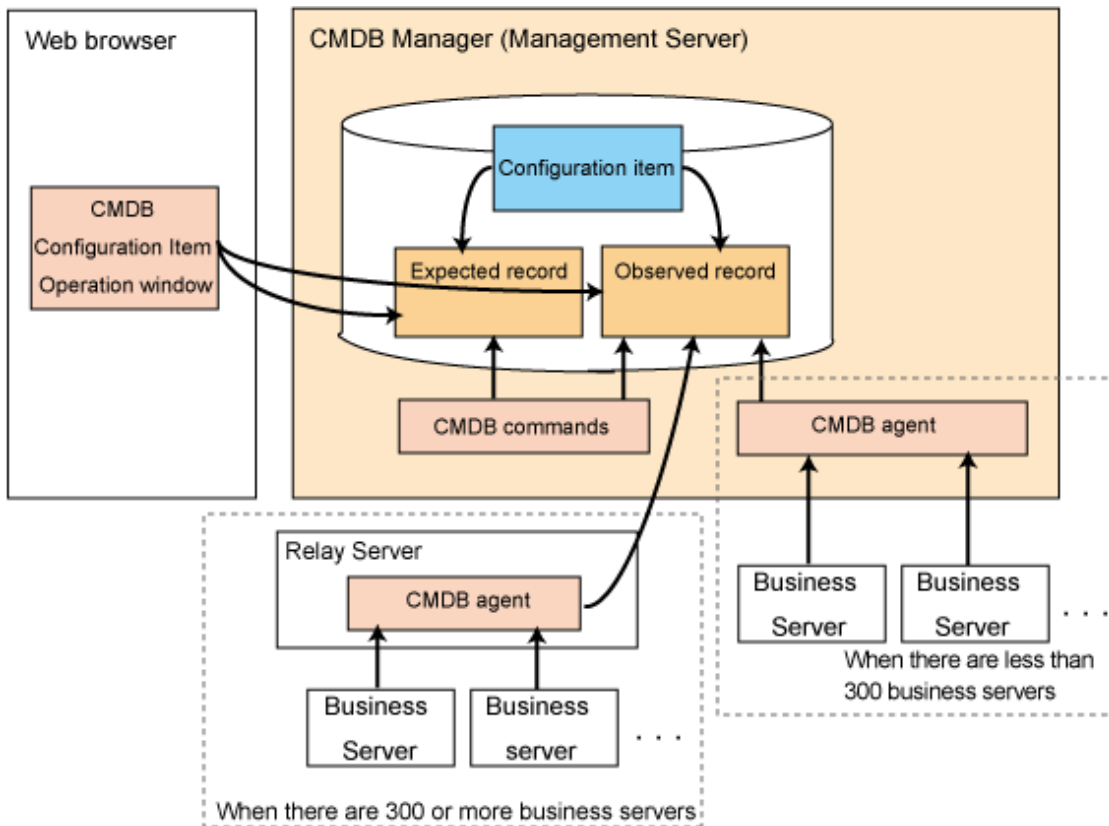 Web browser
CMDB
Configuration Item
Operation window
CMDB Manager (Management Server)
Configuration item
Expected record
Observed record
CMDB commands
CMDB agent
Business
Server
Business
Server
. . .
When there are less than
300 business servers
Relay Server
CMDB agent
Business
Server
Business
server
. . .
When there are 300 or more business servers